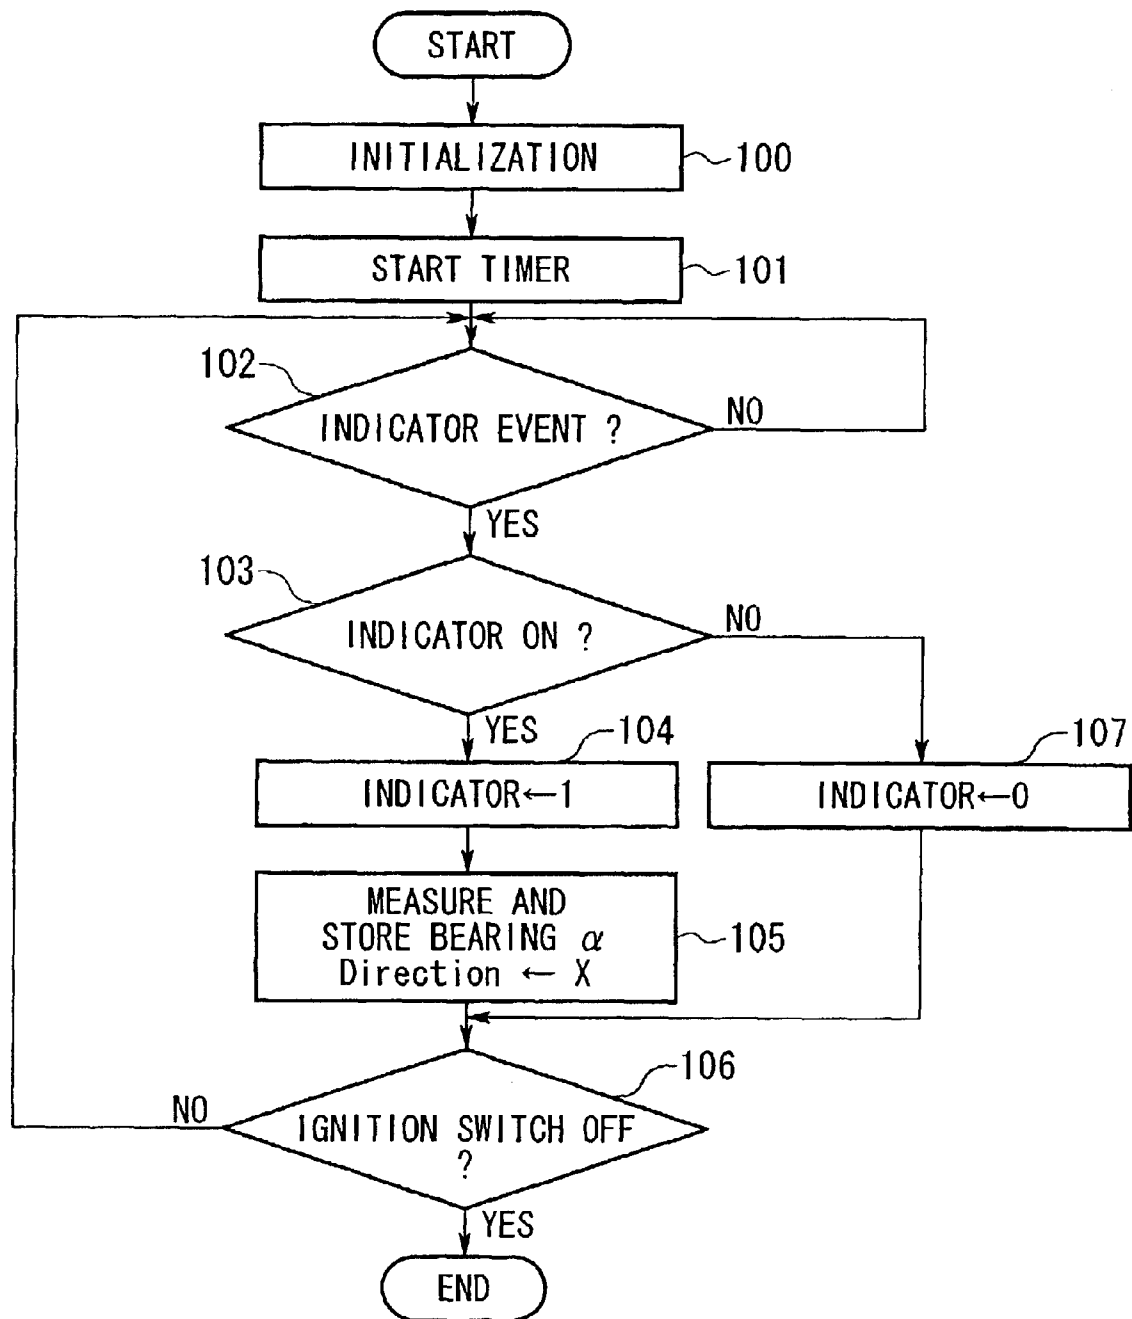 START
INITIALIZATION
100
START TIMER
101
102
INDICATOR EVENT ?
NO
YES
103
INDICATOR ON ?
NO
YES
104
INDICATOR←1
107
INDICATOR←0
MEASURE AND
STORE BEARING α
Direction ← X
105
106
NO
IGNITION SWITCH OFF
?
YES
END